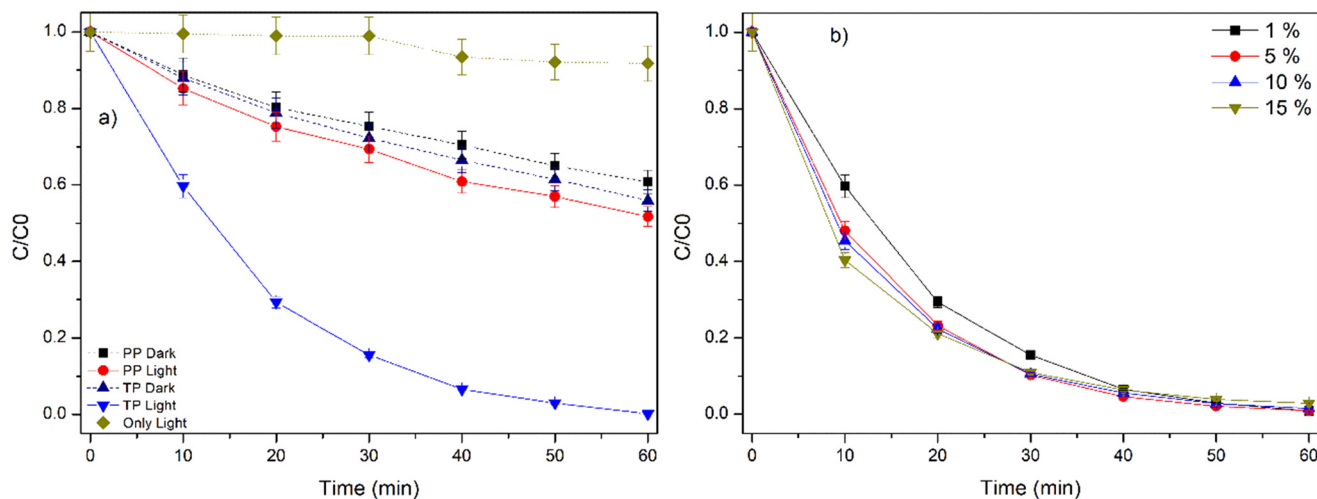 1.0
0.8
0.6
0.4
0.2
0.0
C/C0
a)
PP Dark
PP Light
TP Dark
TP Light
Only Light
0 10 20 30 40 50 60
Time (min)
1.0
0.8
0.6
0.4
0.2
0.0
C/C0
b)
1 %
5 %
10 %
15 %
0 10 20 30 40 50 60
Time (min)